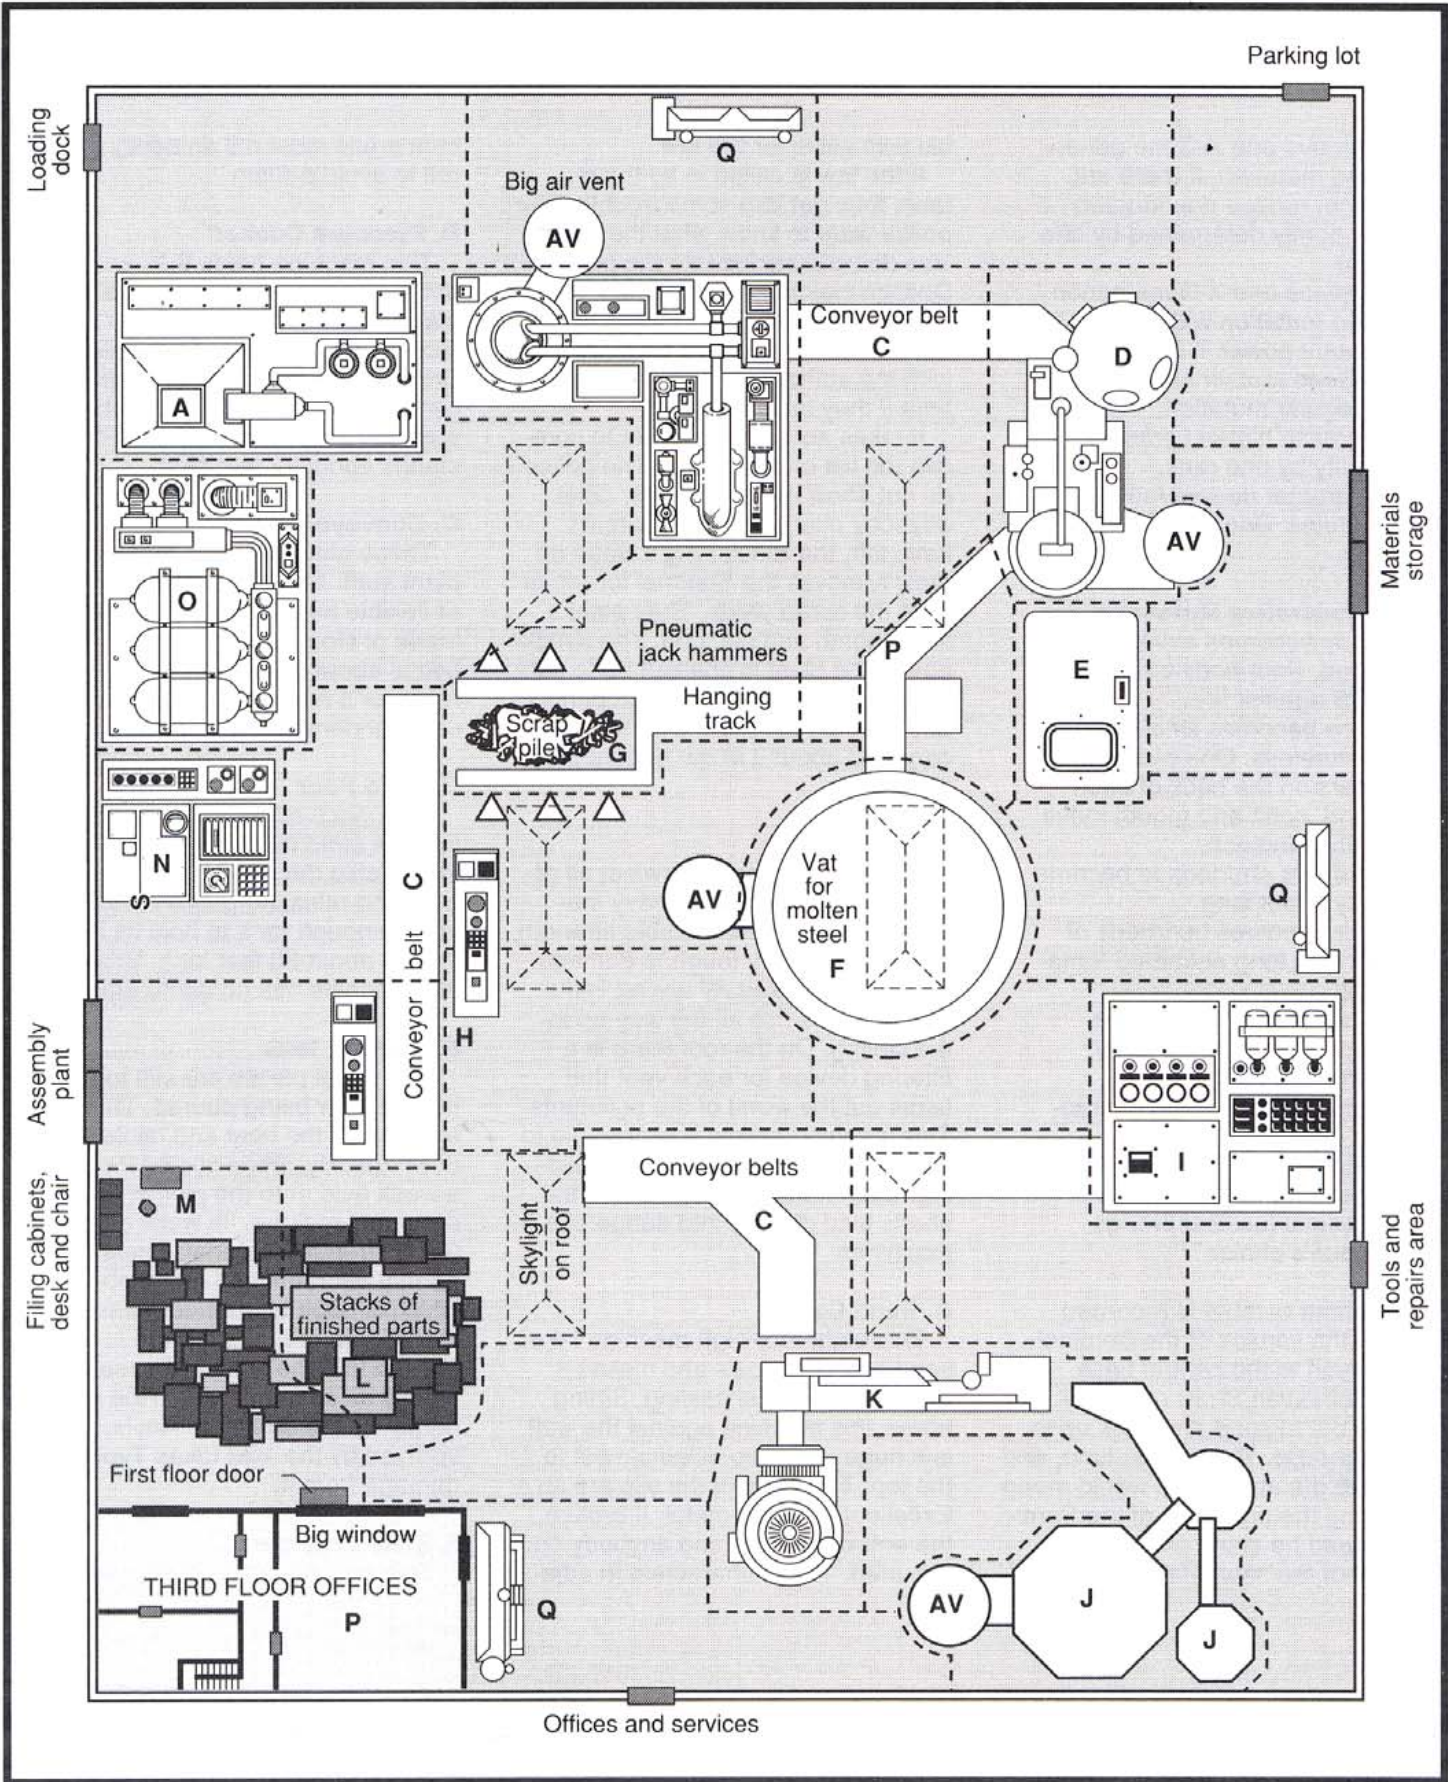 Parking lot
Loading
dock
Q
Big air vent
AV
Conveyor belt
C
D
A
AV
Materials
storage
O
Pneumatic
jack hammers
P
E
Hanging
track
Scrap
pile
G
N
S
C
Conveyor belt
AV
Vat
for
molten
steel
F
Q
H
Assembly
plant
I
Conveyor belts
C
Filing cabinets,
desk and chair
M
Skylight
on roof
Tools and
repairs area
Stacks of
finished parts
L
K
First floor door
Big window
THIRD FLOOR OFFICES
P
Q
AV
J
J
Offices and services